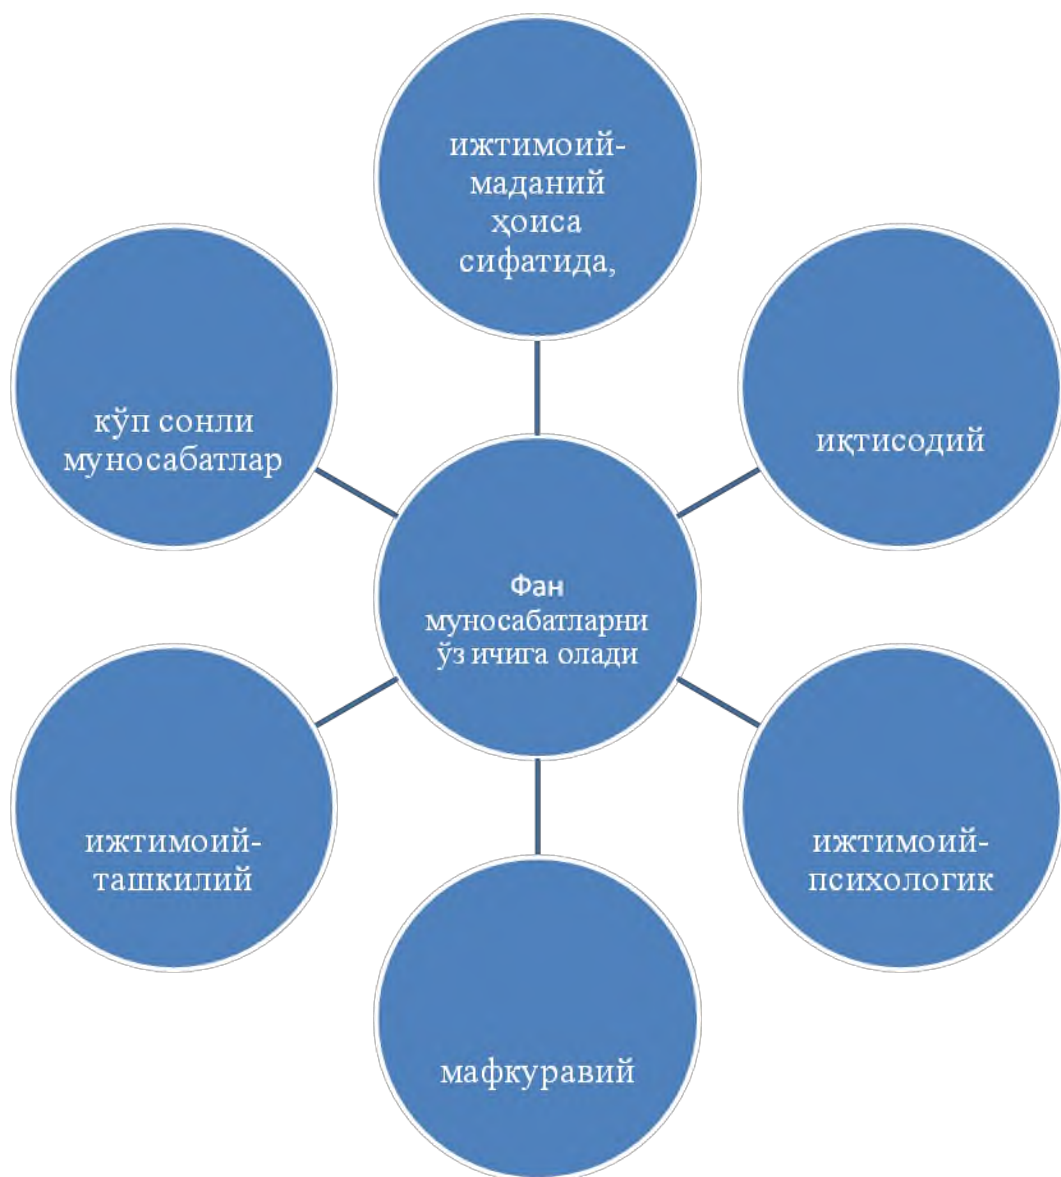 ижтимоий-
маданий
ҳоиса
сифатида,
иқтисодий
кўп сонли
муносабатлар
Фан
муносабатларни
ўз ичига олади
ижтимоий-
ташкилий
ижтимоий-
психологик
мафкуравий